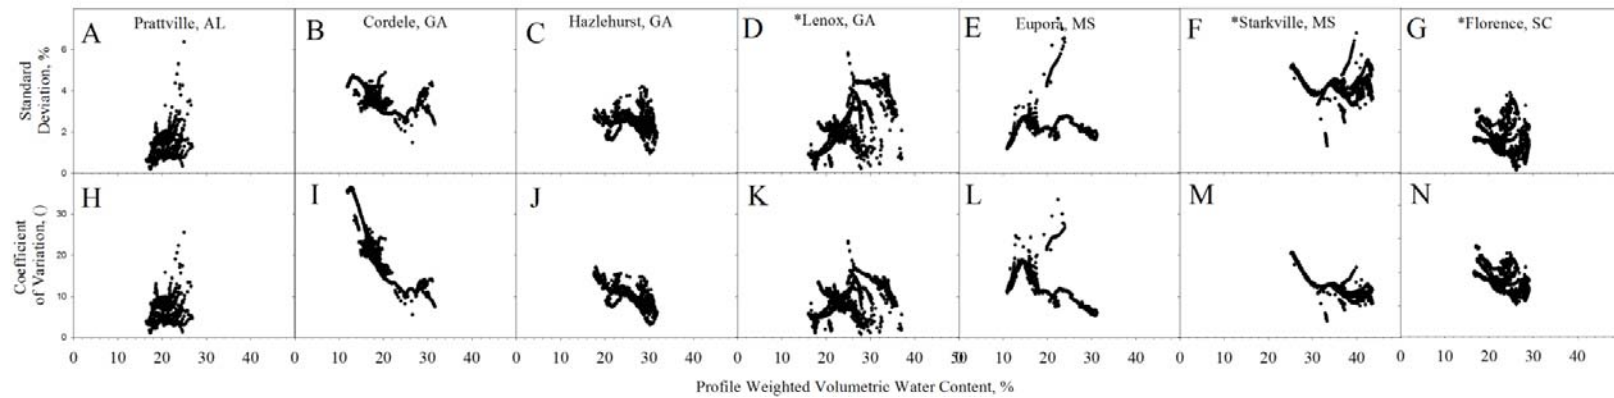 A Prattville, AL B Cordele, GA C Hazlehurst, GA D *Lenox, GA E Eupora, MS F *Starkville, MS G *Florence, SC
Standard
Deviation, %
6
4
2
0
H I J K L M N
Coefficient
of Variation, ()
30
20
10
0
0 10 20 30 40 0 10 20 30 40 0 10 20 30 40 0 10 20 30 40 50 0 10 20 30 40 0 10 20 30 40 0 10 20 30 40
Profile Weighted Volumetric Water Content, %